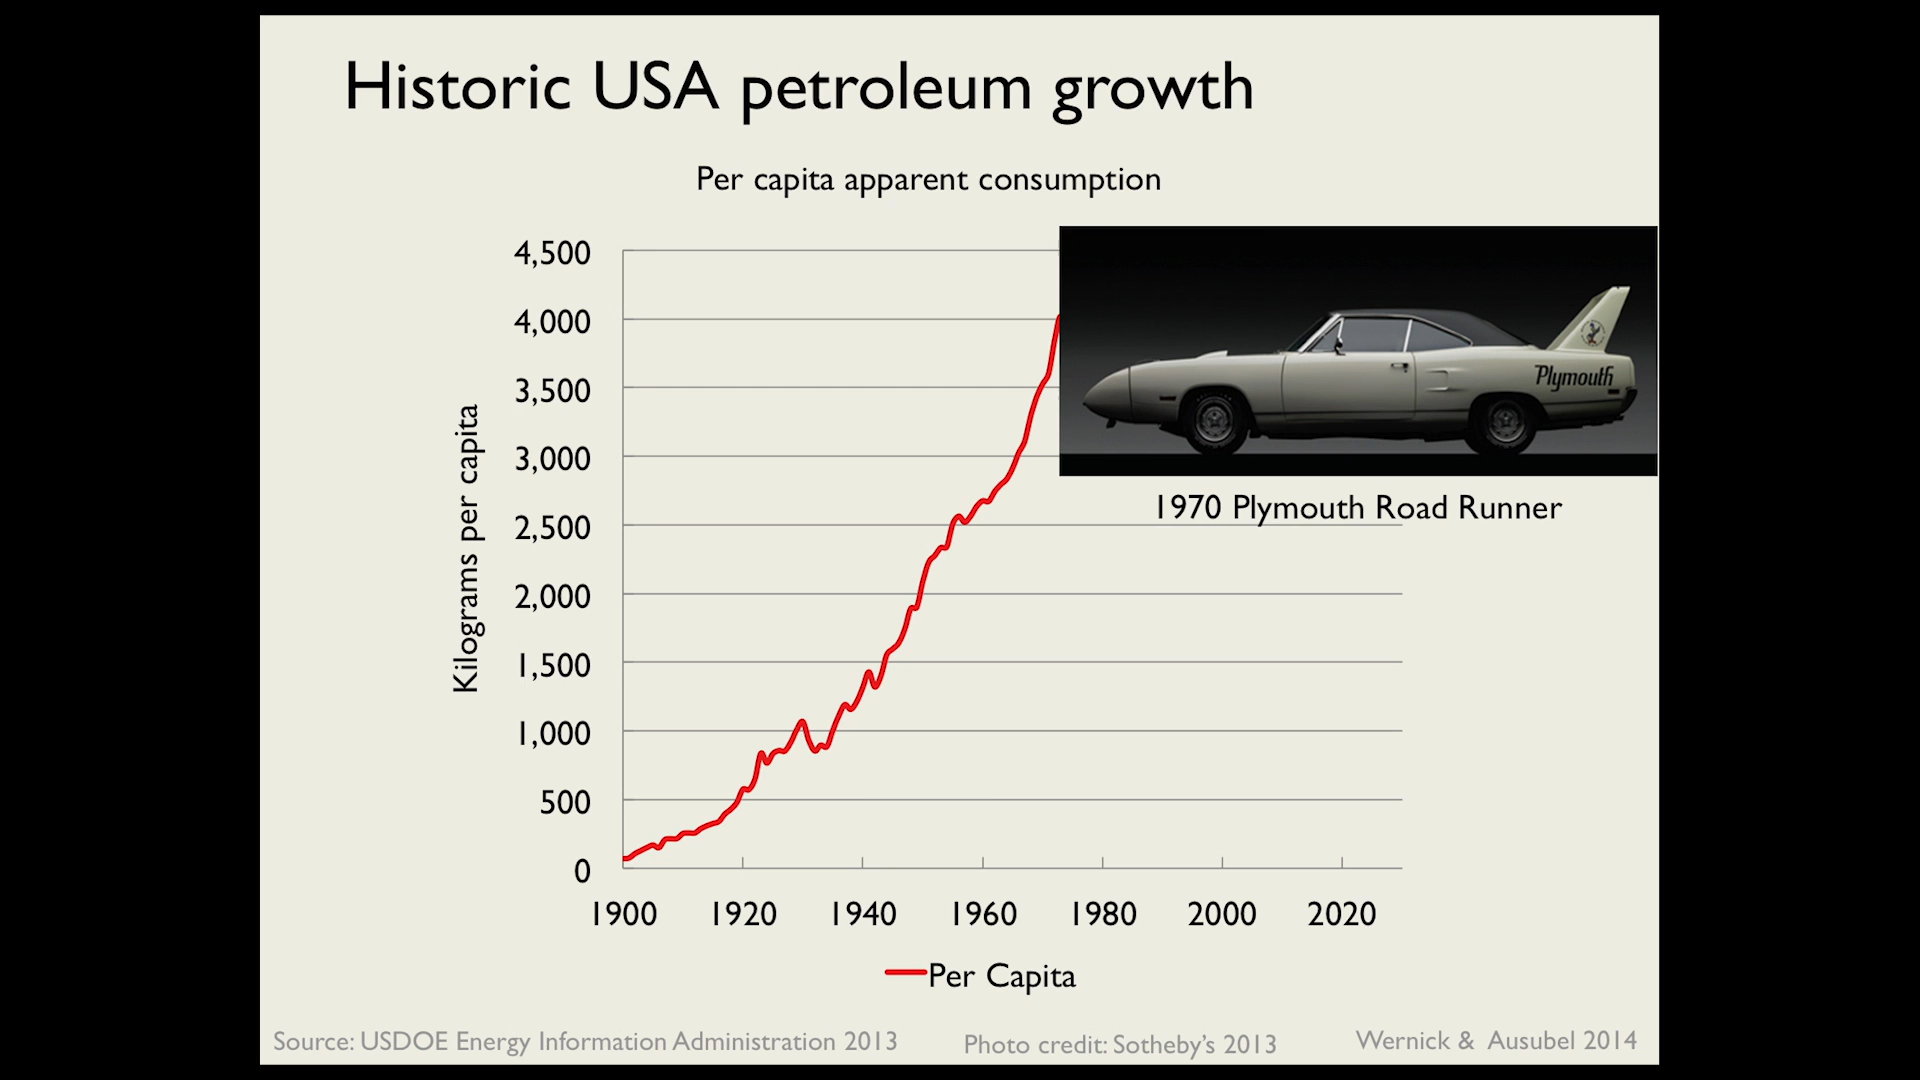 Historic USA petroleum growth
Per capita apparent consumption
Kilograms per capita
4,500
4,000
3,500
3,000
2,500
2,000
1,500
1,000
500
0
1900 1920 1940 1960 1980 2000 2020
Per Capita
Plymouth
1970 Plymouth Road Runner
Source: USDOE Energy Information Administration 2013
Photo credit: Sotheby's 2013
Wernick & Ausubel 2014